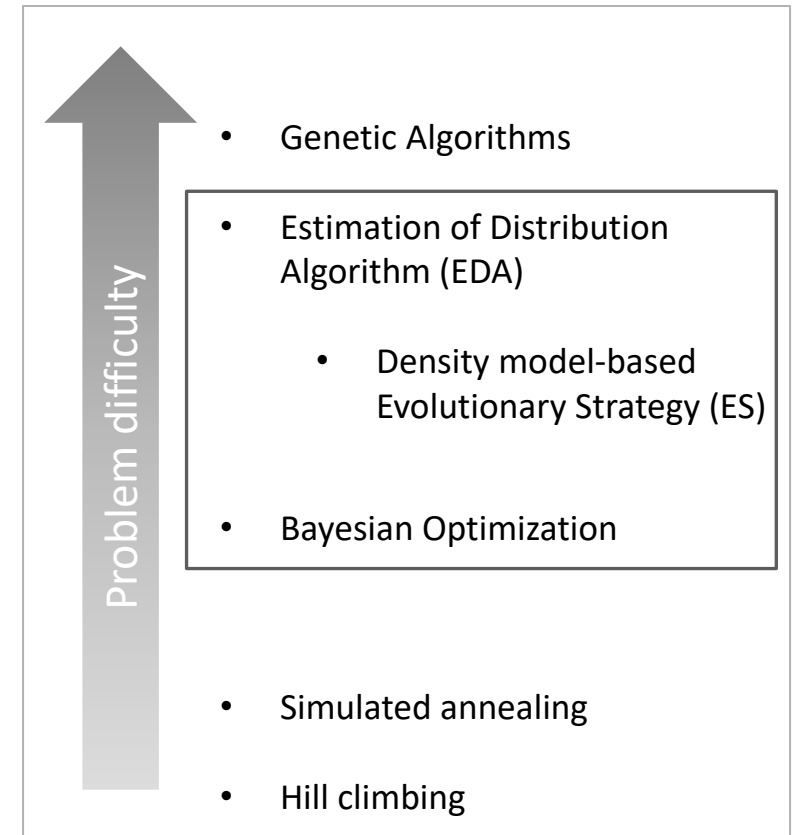 Problem difficulty
• Genetic Algorithms
• Estimation of Distribution
Algorithm (EDA)
• Density model-based
Evolutionary Strategy (ES)
• Bayesian Optimization
• Simulated annealing
• Hill climbing